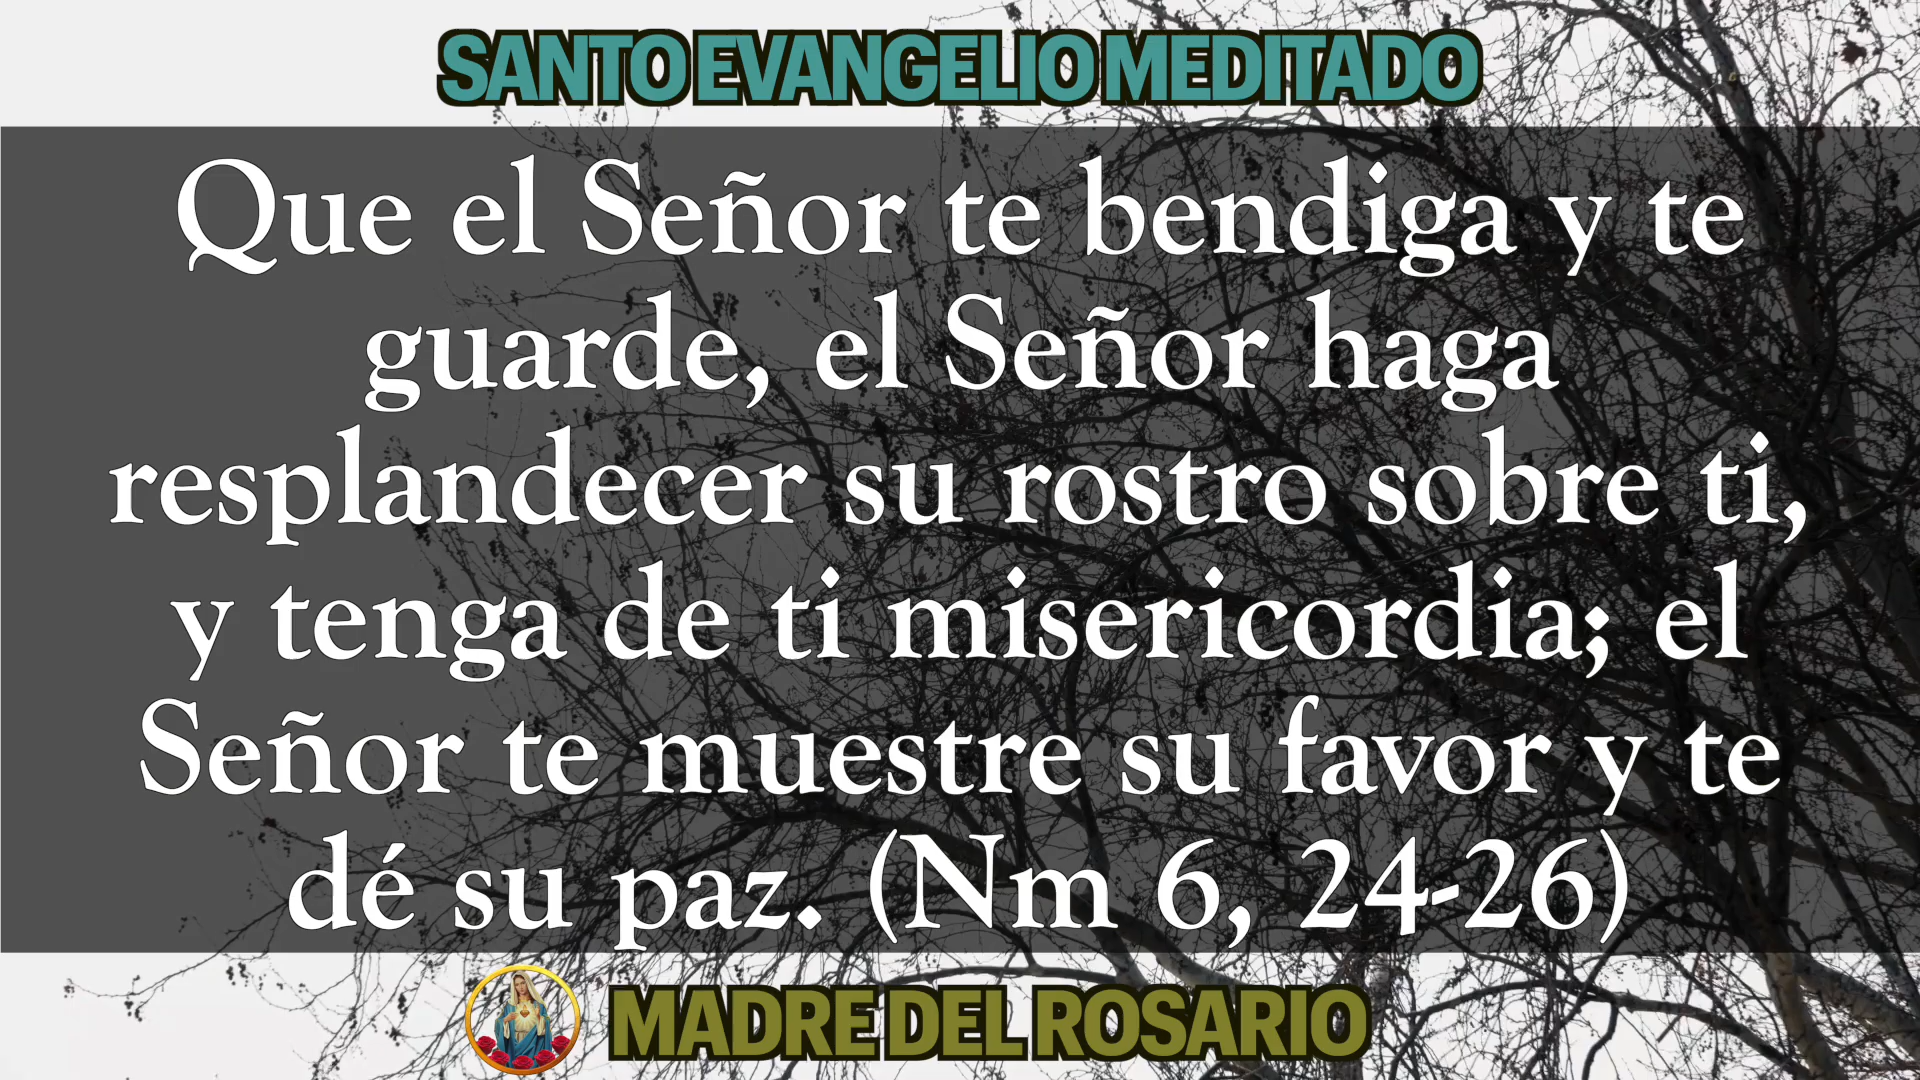 SANTO EVANGELIO MEDITADO
Que el Señor te bendiga y te
guarde, el Señor haga
resplandecer su rostro sobre ti,
y tenga de ti misericordia; el
Señor te muestre su favor y te
dé su paz. (Nm 6, 24-26)
MADRE DEL ROSARIO